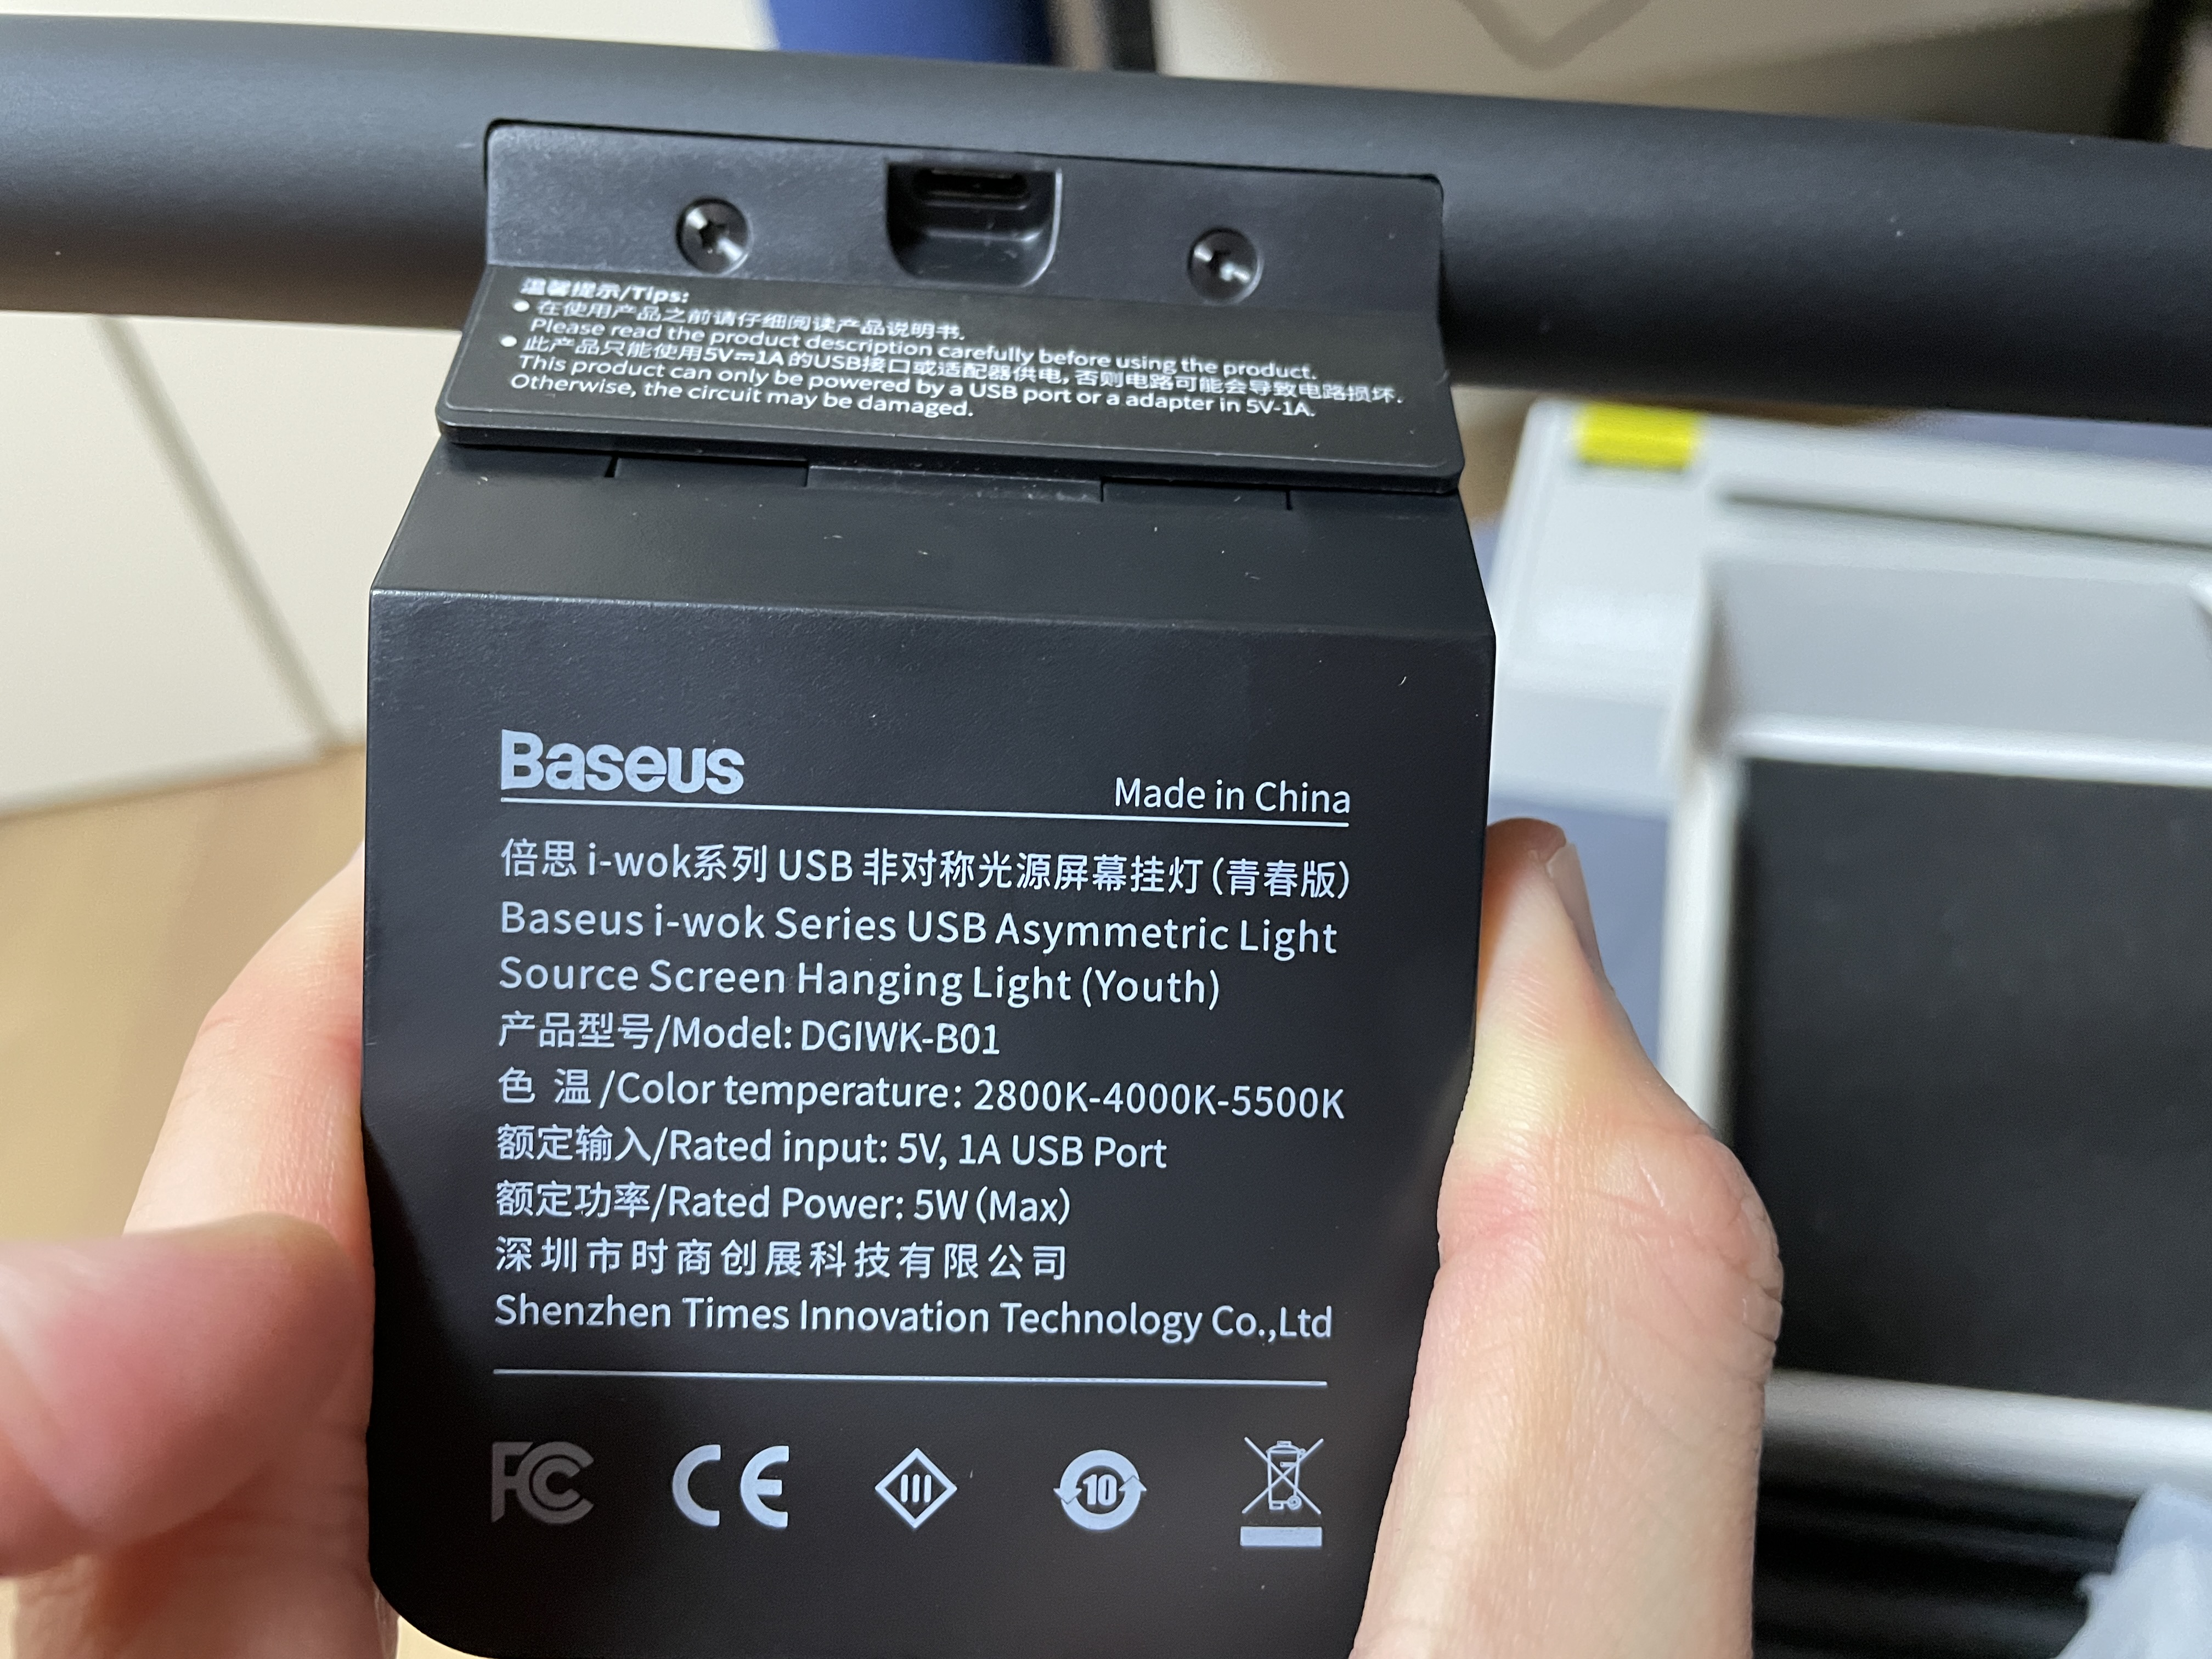 温馨提示/Tips:
● 在使用产品之前请仔细阅读产品说明书.
Please read the product description carefully before using the product.
● 此产品只能使用5V⎓1A 的USB接口或适配器供电, 否则电路可能会导致电路损坏.
This product can only be powered by a USB port or a adapter in 5V-1A.
Otherwise, the circuit may be damaged.
Baseus
Made in China
倍思 i-wok系列 USB 非对称光源屏幕挂灯 (青春版)
Baseus i-wok Series USB Asymmetric Light
Source Screen Hanging Light (Youth)
产品型号/Model: DGIWK-B01
色 温 /Color temperature: 2800K-4000K-5500K
额定输入/Rated input: 5V, 1A USB Port
额定功率/Rated Power: 5W (Max)
深圳市时商创展科技有限公司
Shenzhen Times Innovation Technology Co.,Ltd
FC CE III 10